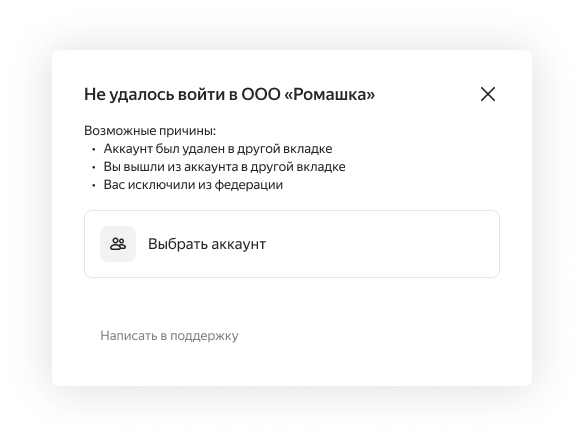 Не удалось войти в ООО «Ромашка»
Возможные причины:
• Аккаунт был удален в другой вкладке
• Вы вышли из аккаунта в другой вкладке
• Вас исключили из федерации
Выбрать аккаунт
Написать в поддержку